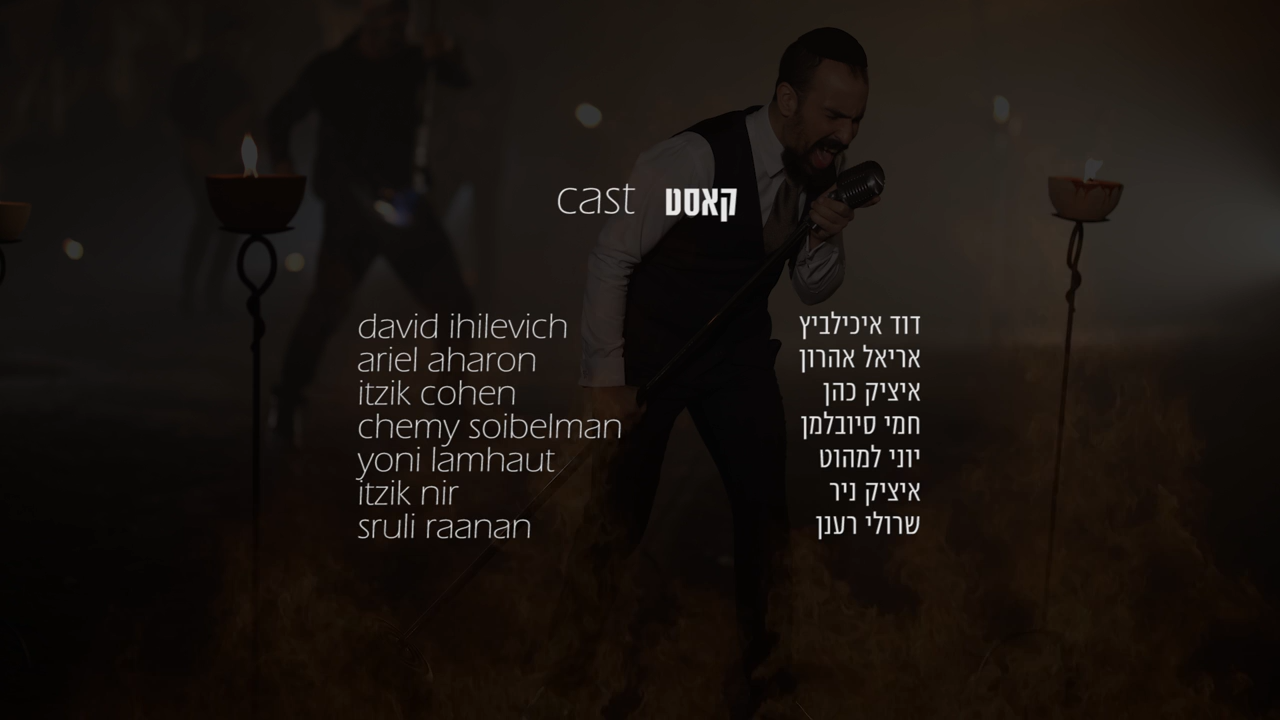 cast קאסט
david ihilevich דוד איכילביץ
ariel aharon אריאל אהרון
itzik cohen איציק כהן
chemy soibelman חמי סיובלמן
yoni lamhaut יוני למהוט
itzik nir איציק ניר
sruli raanan שרולי רענן